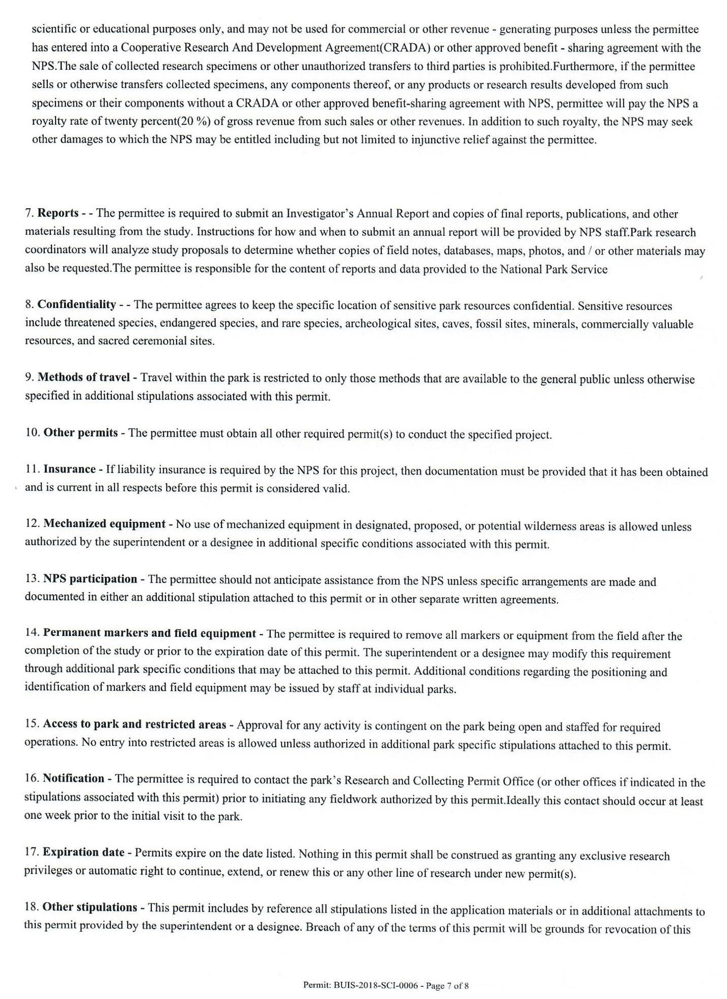 scientific or educational purposes only, and may not be used for commercial or other revenue - generating purposes unless the permittee
has entered into a Cooperative Research And Development Agreement(CRADA) or other approved benefit - sharing agreement with the
NPS.The sale of collected research specimens or other unauthorized transfers to third parties is prohibited.Furthermore, if the permittee
sells or otherwise transfers collected specimens, any components thereof, or any products or research results developed from such
specimens or their components without a CRADA or other approved benefit-sharing agreement with NPS, permittee will pay the NPS a
royalty rate of twenty percent(20 %) of gross revenue from such sales or other revenues. In addition to such royalty, the NPS may seek
other damages to which the NPS may be entitled including but not limited to injunctive relief against the permittee.
7. Reports - - The permittee is required to submit an Investigator's Annual Report and copies of final reports, publications, and other
materials resulting from the study. Instructions for how and when to submit an annual report will be provided by NPS staff.Park research
coordinators will analyze study proposals to determine whether copies of field notes, databases, maps, photos, and / or other materials may
also be requested.The permittee is responsible for the content of reports and data provided to the National Park Service
8. Confidentiality - - The permittee agrees to keep the specific location of sensitive park resources confidential. Sensitive resources
include threatened species, endangered species, and rare species, archeological sites, caves, fossil sites, minerals, commercially valuable
resources, and sacred ceremonial sites.
9. Methods of travel - Travel within the park is restricted to only those methods that are available to the general public unless otherwise
specified in additional stipulations associated with this permit.
10. Other permits - The permittee must obtain all other required permit(s) to conduct the specified project.
11. Insurance - If liability insurance is required by the NPS for this project, then documentation must be provided that it has been obtained
and is current in all respects before this permit is considered valid.
12. Mechanized equipment - No use of mechanized equipment in designated, proposed, or potential wilderness areas is allowed unless
authorized by the superintendent or a designee in additional specific conditions associated with this permit.
13. NPS participation - The permittee should not anticipate assistance from the NPS unless specific arrangements are made and
documented in either an additional stipulation attached to this permit or in other separate written agreements.
14. Permanent markers and field equipment - The permittee is required to remove all markers or equipment from the field after the
completion of the study or prior to the expiration date of this permit. The superintendent or a designee may modify this requirement
through additional park specific conditions that may be attached to this permit. Additional conditions regarding the positioning and
identification of markers and field equipment may be issued by staff at individual parks.
15. Access to park and restricted areas - Approval for any activity is contingent on the park being open and staffed for required
operations. No entry into restricted areas is allowed unless authorized in additional park specific stipulations attached to this permit.
16. Notification - The permittee is required to contact the park's Research and Collecting Permit Office (or other offices if indicated in the
stipulations associated with this permit) prior to initiating any fieldwork authorized by this permit.Ideally this contact should occur at least
one week prior to the initial visit to the park.
17. Expiration date - Permits expire on the date listed. Nothing in this permit shall be construed as granting any exclusive research
privileges or automatic right to continue, extend, or renew this or any other line of research under new permit(s).
18. Other stipulations - This permit includes by reference all stipulations listed in the application materials or in additional attachments to
this permit provided by the superintendent or a designee. Breach of any of the terms of this permit will be grounds for revocation of this
Permit: BUIS-2018-SCI-0006 - Page 7 of 8